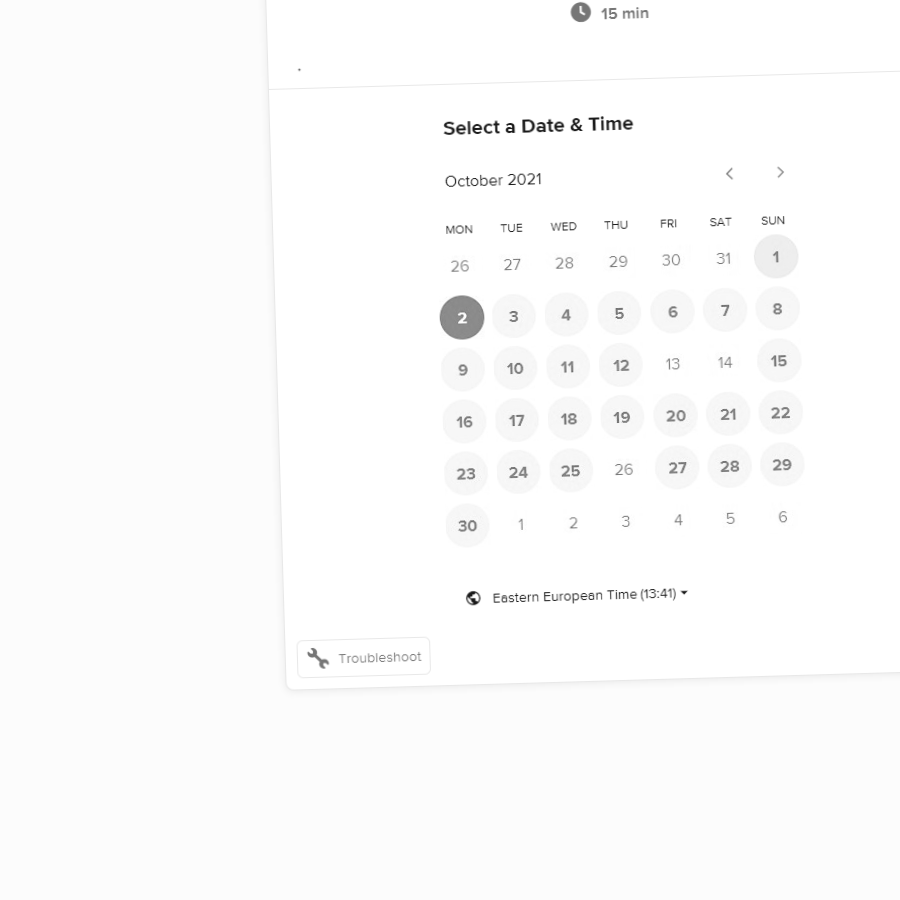 15 min
.
Select a Date & Time
October 2021
MON TUE WED THU FRI SAT SUN
26 27 28 29 30 31 1
2 3 4 5 6 7 8
9 10 11 12 13 14 15
16 17 18 19 20 21 22
23 24 25 26 27 28 29
30 1 2 3 4 5 6
Eastern European Time (13:41)
Troubleshoot